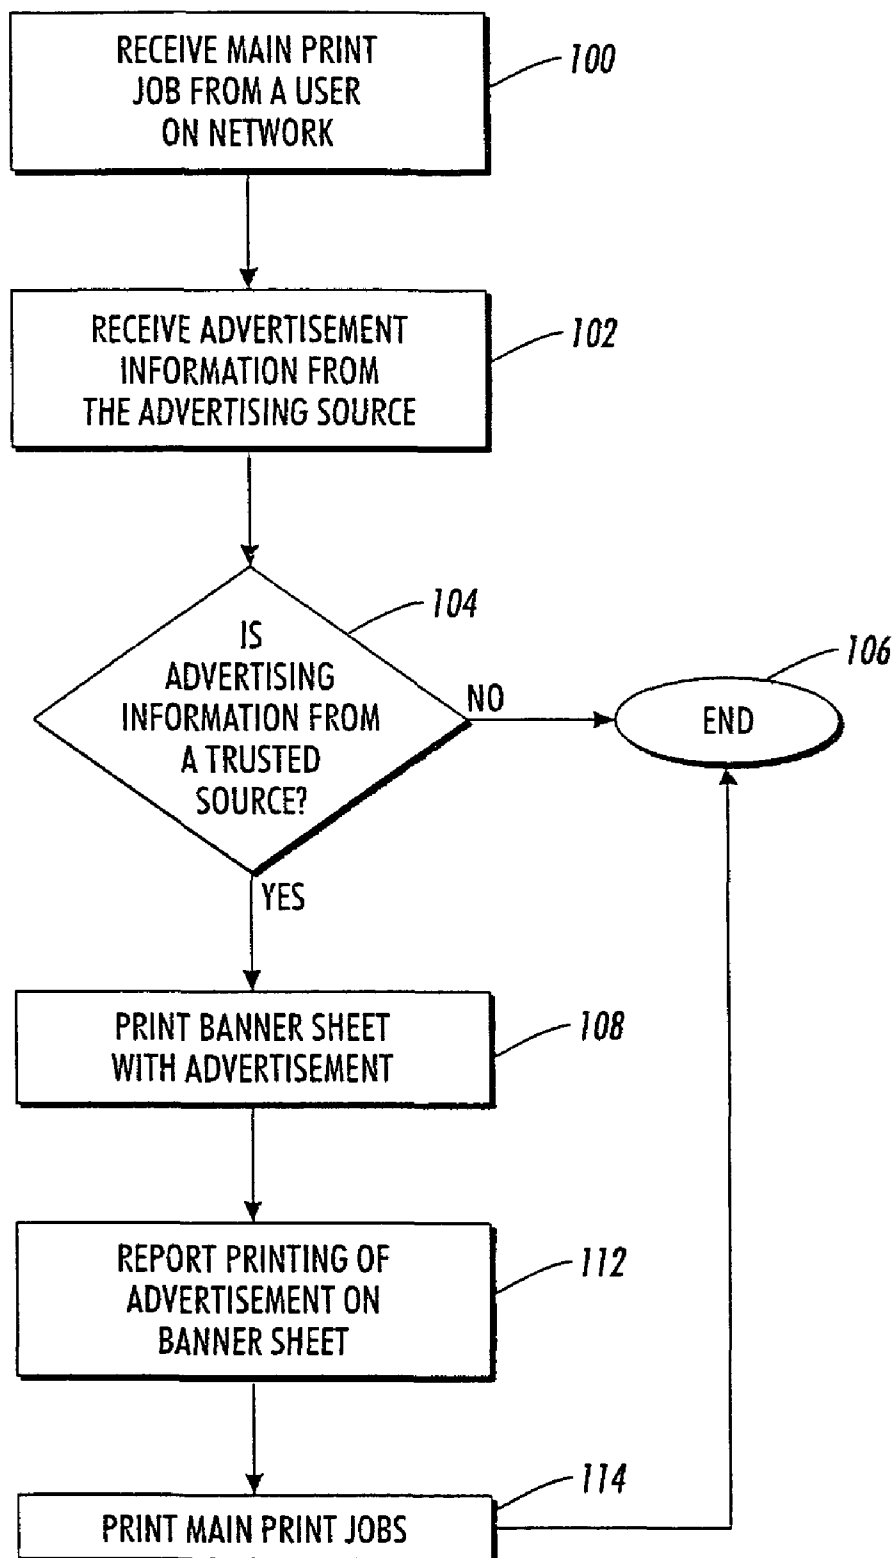 RECEIVE MAIN PRINT
JOB FROM A USER
ON NETWORK
100
RECEIVE ADVERTISEMENT
INFORMATION FROM
THE ADVERTISING SOURCE
102
IS
ADVERTISING
INFORMATION FROM
A TRUSTED
SOURCE?
104
NO
END
106
YES
PRINT BANNER SHEET
WITH ADVERTISEMENT
108
REPORT PRINTING OF
ADVERTISEMENT ON
BANNER SHEET
112
PRINT MAIN PRINT JOBS
114